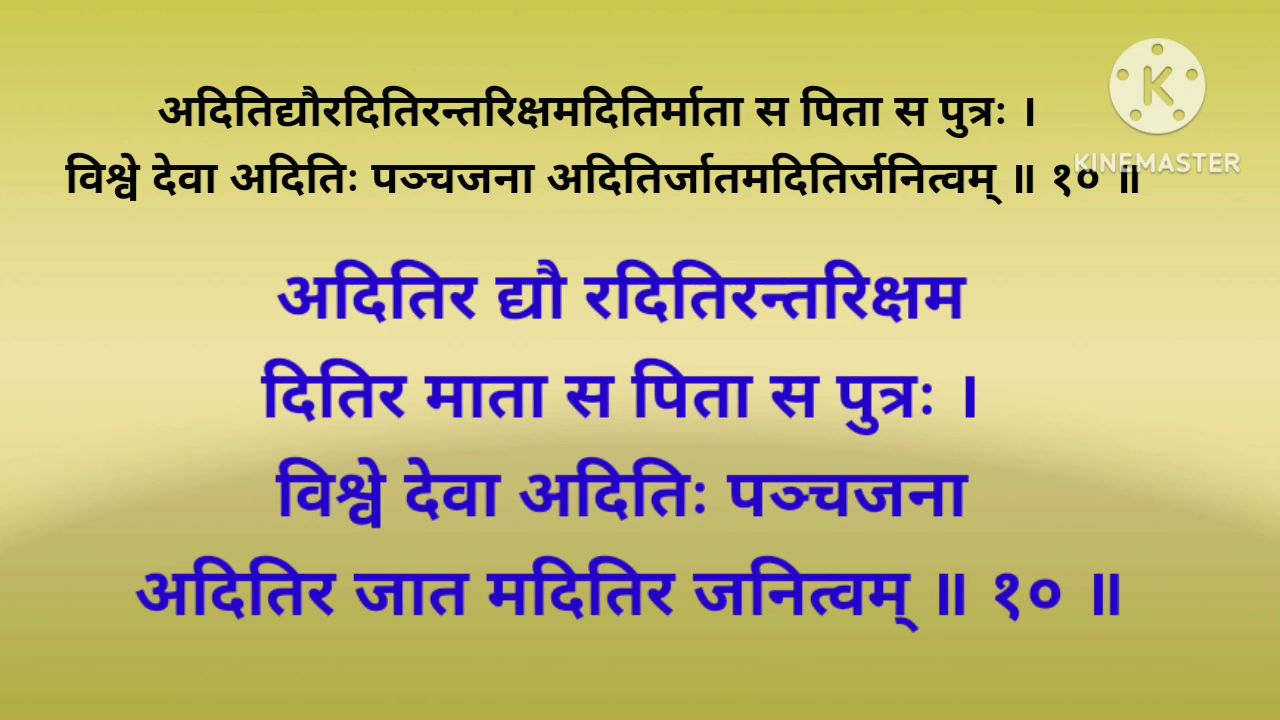 अदितिद्यौरदितिरन्तरिक्षमदितिर्माता स पिता स पुत्रः ।
विश्वे देवा अदितिः पञ्चजना अदितिर्जातमदितिर्जनित्वम् ॥ १० ॥
KINEMASTER
अदितिर द्यौ रदितिरन्तरिक्षम
दितिर माता स पिता स पुत्रः ।
विश्वे देवा अदितिः पञ्चजना
अदितिर जात मदितिर जनित्वम् ॥ १० ॥